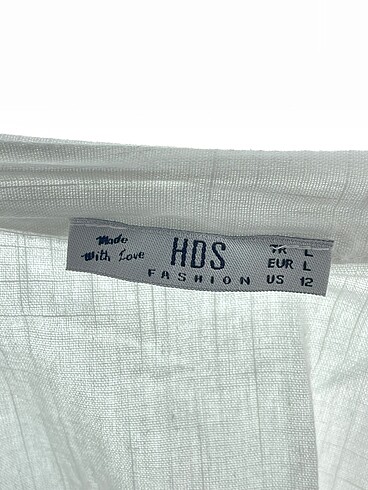 Made
With Love
HDS
FASHION
TR L
EUR L
US 12